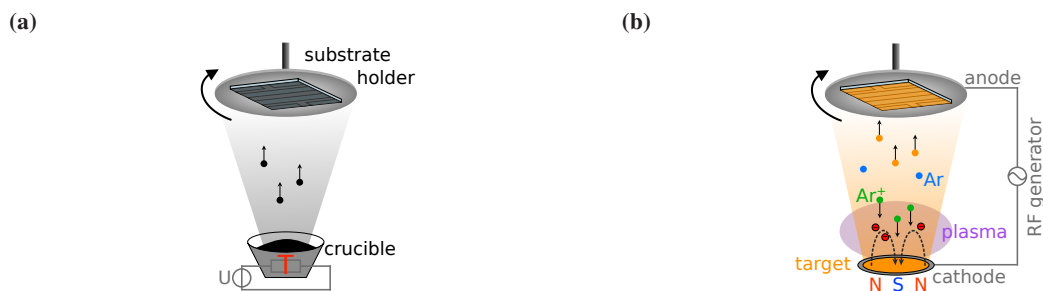 (a)
substrate
holder
crucible
U
T
(b)
anode
RF generator
Ar
Ar+
plasma
target
cathode
N S N